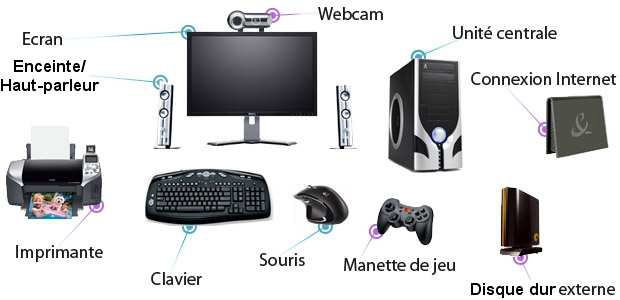 Webcam
Ecran
Unité centrale
Enceinte/
Haut-parleur
Connexion Internet
Imprimante
Clavier
Souris
Manette de jeu
Disque dur externe